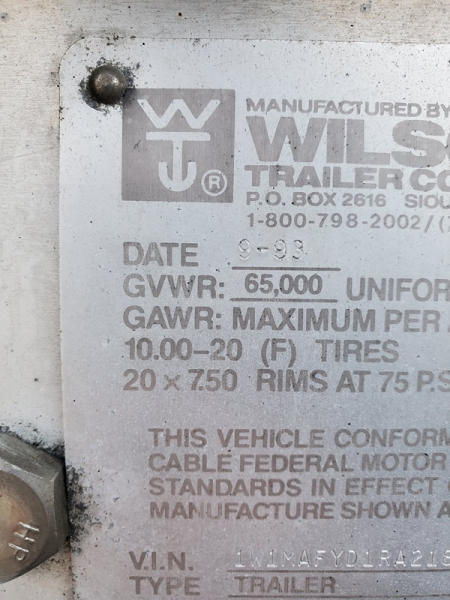 WTC ®
MANUFACTURED BY
WILS
TRAILER CO
P.O. BOX 2616 SIOU
1-800-798-2002/(
DATE 9-93
GVWR: 65,000 UNIFOR
GAWR: MAXIMUM PER
10.00-20 (F) TIRES
20 x 7.50 RIMS AT 75 P.S
THIS VEHICLE CONFORM
CABLE FEDERAL MOTOR
STANDARDS IN EFFECT
MANUFACTURE SHOWN A
V.I.N. 1W1MAFYD1RA218
TYPE TRAILER
HP